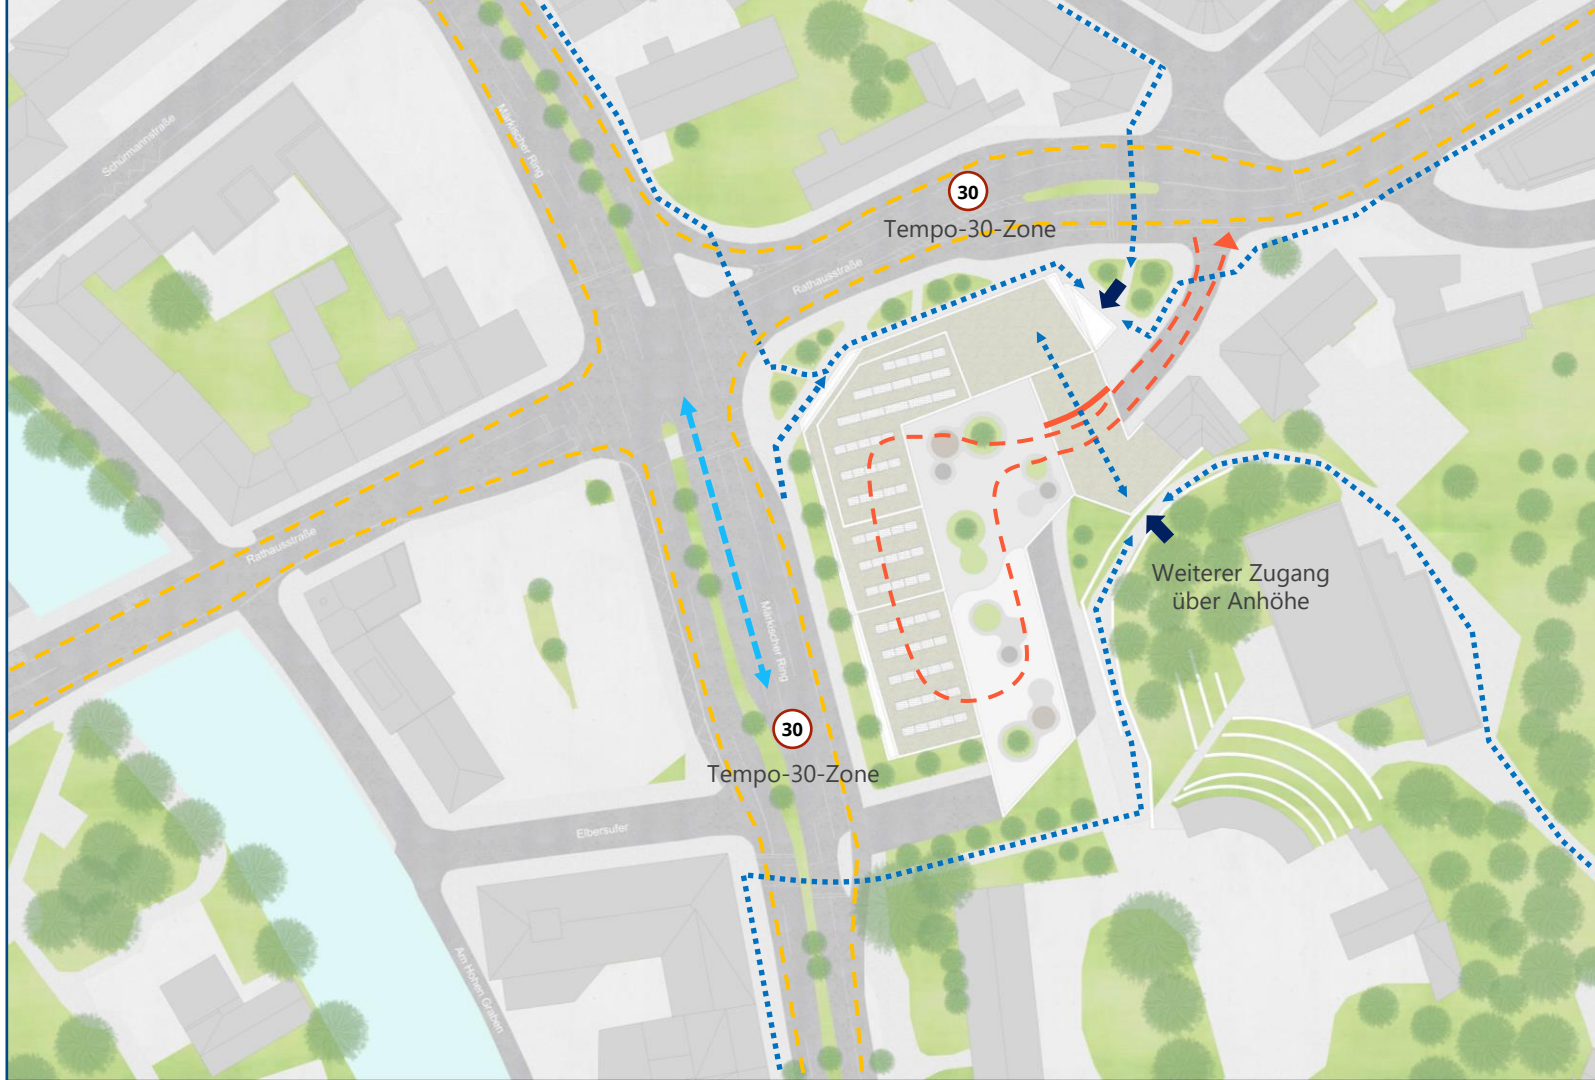 Schürmannstraße
Märkischer Ring
30
Tempo-30-Zone
Rathausstraße
Rathausstraße
Weiterer Zugang
über Anhöhe
Märkischer Ring
30
Tempo-30-Zone
Elbersufer
Am Hohen Graben